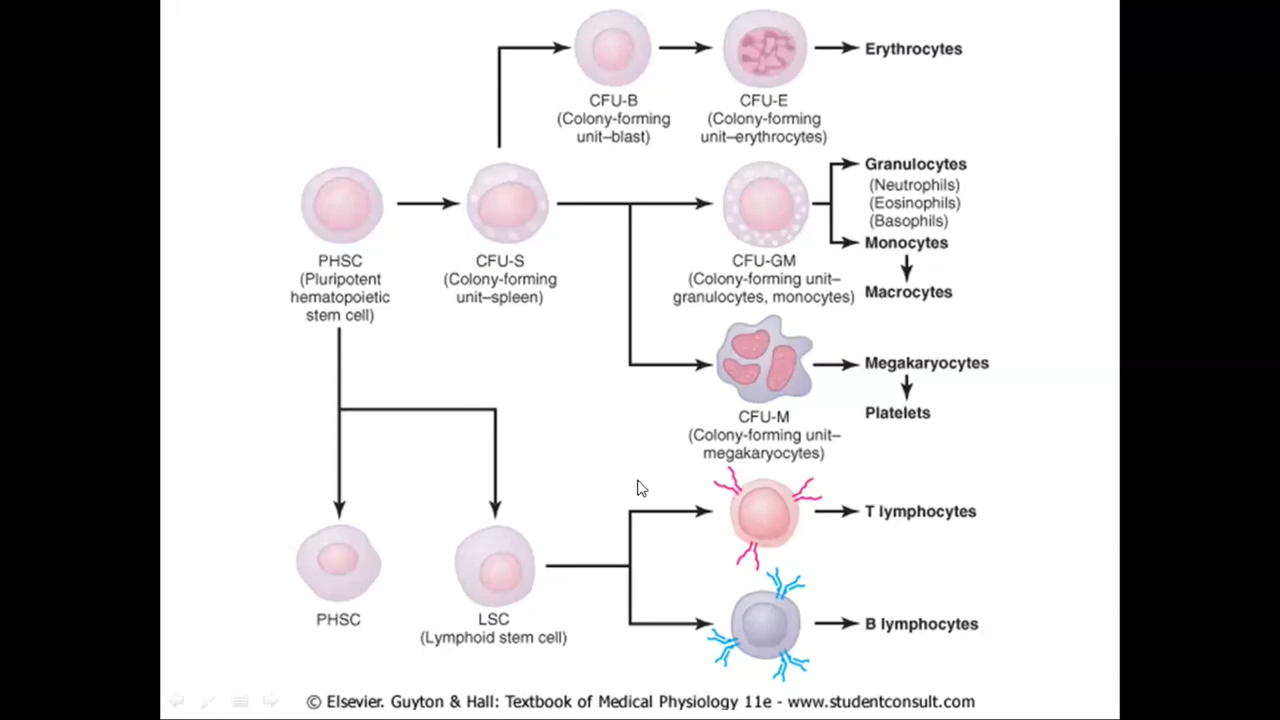 Erythrocytes
CFU-B
(Colony-forming
unit–blast)
CFU-E
(Colony-forming
unit–erythrocytes)
PHSC
(Pluripotent
hematopoietic
stem cell)
CFU-S
(Colony-forming
unit–spleen)
CFU-GM
(Colony-forming unit–
granulocytes, monocytes)
Granulocytes
(Neutrophils)
(Eosinophils)
(Basophils)
Monocytes
Macrocytes
CFU-M
(Colony-forming unit–
megakaryocytes)
Megakaryocytes
Platelets
T lymphocytes
PHSC
LSC
(Lymphoid stem cell)
B lymphocytes
© Elsevier. Guyton & Hall: Textbook of Medical Physiology 11e - www.studentconsult.com